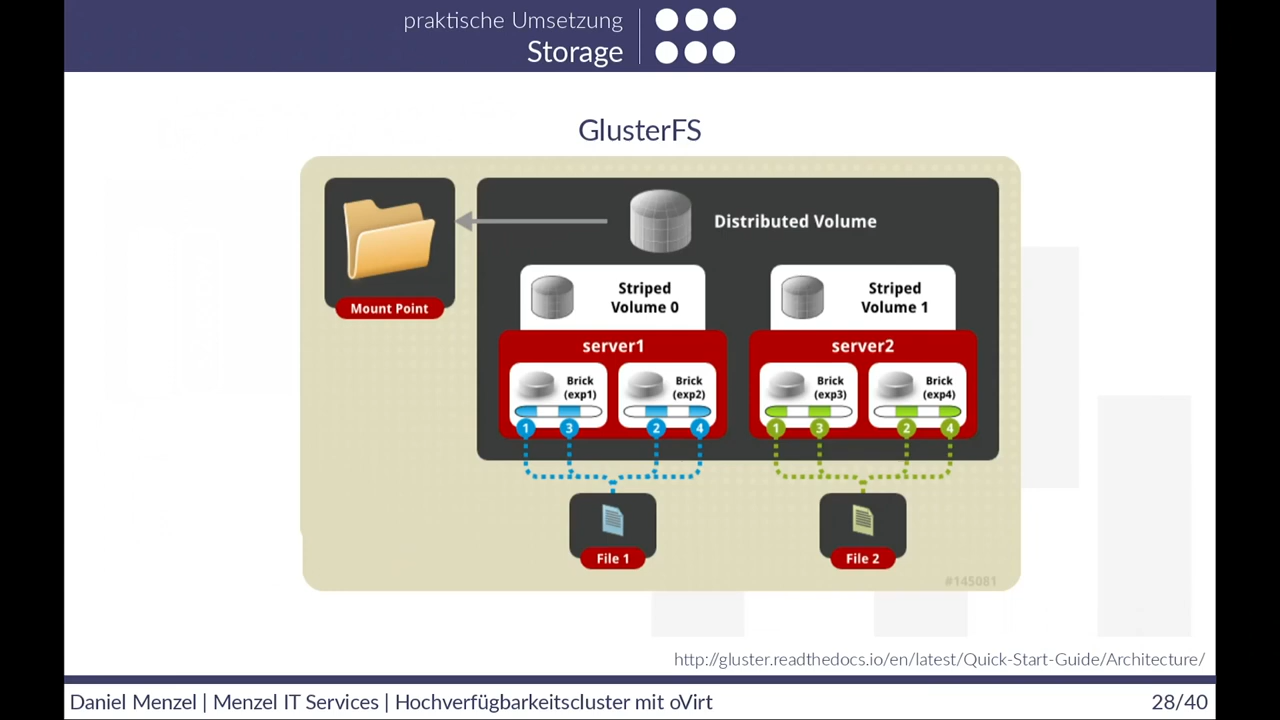 praktische Umsetzung
Storage
GlusterFS
Mount Point
Distributed Volume
Striped
Volume 0
Striped
Volume 1
server1
Brick
(exp1)
Brick
(exp2)
server2
Brick
(exp3)
Brick
(exp4)
1 3 2 4
1 3 2 4
File 1
File 2
#145081
http://gluster.readthedocs.io/en/latest/Quick-Start-Guide/Architecture/
Daniel Menzel | Menzel IT Services | Hochverfügbarkeitscluster mit oVirt
28/40